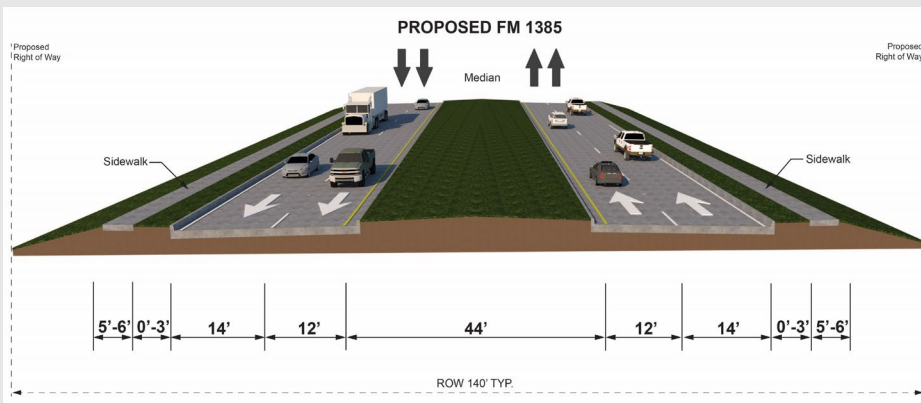 PROPOSED FM 1385
Proposed
Right of Way
Median
Proposed
Right of Way
Sidewalk
Sidewalk
5'-6' 0'-3' 14' 12' 44' 12' 14' 0'-3' 5'-6'
ROW 140' TYP.